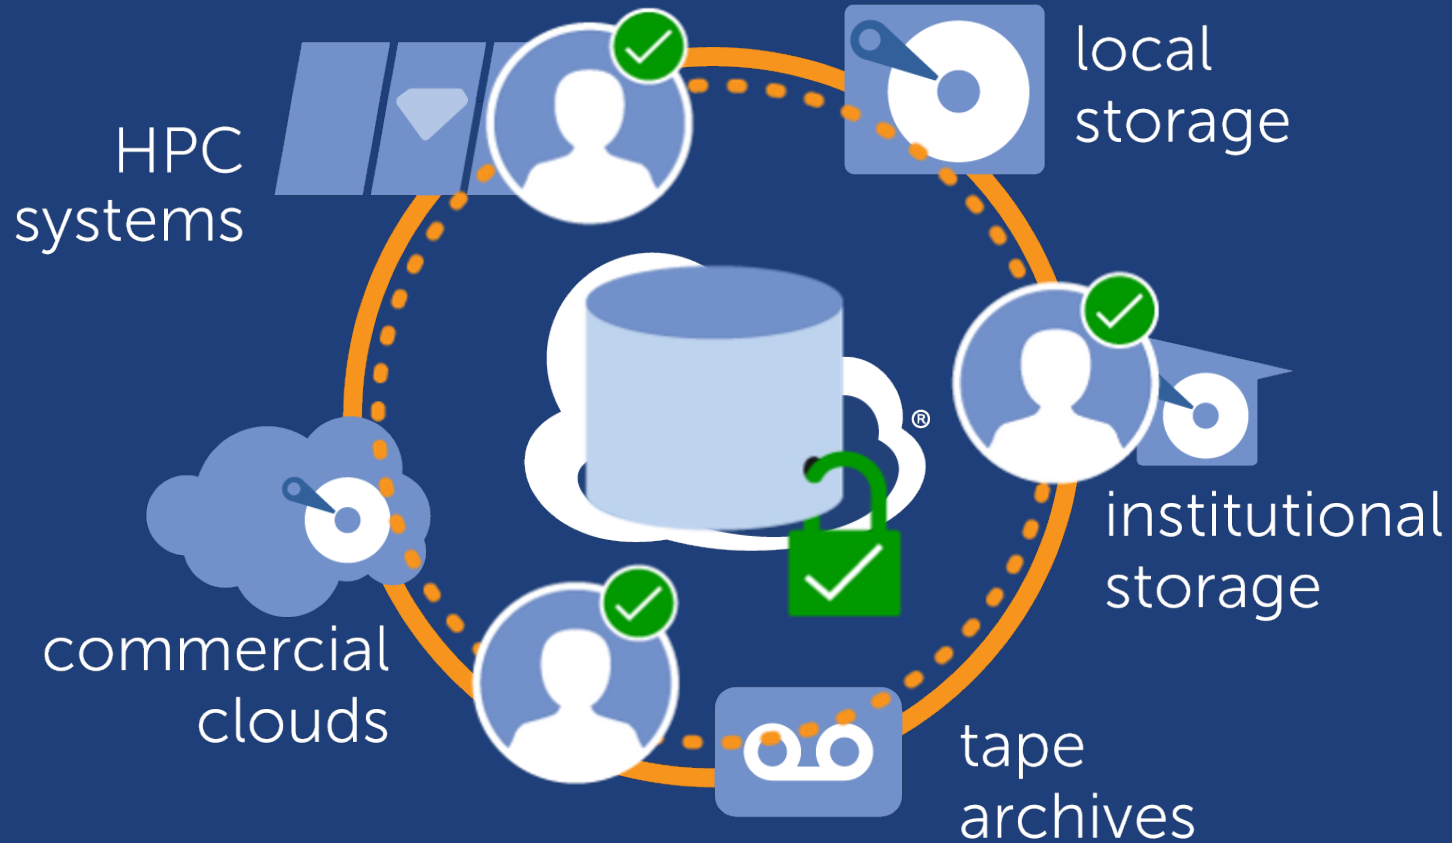 local
storage
HPC
systems
®
institutional
storage
commercial
clouds
tape
archives